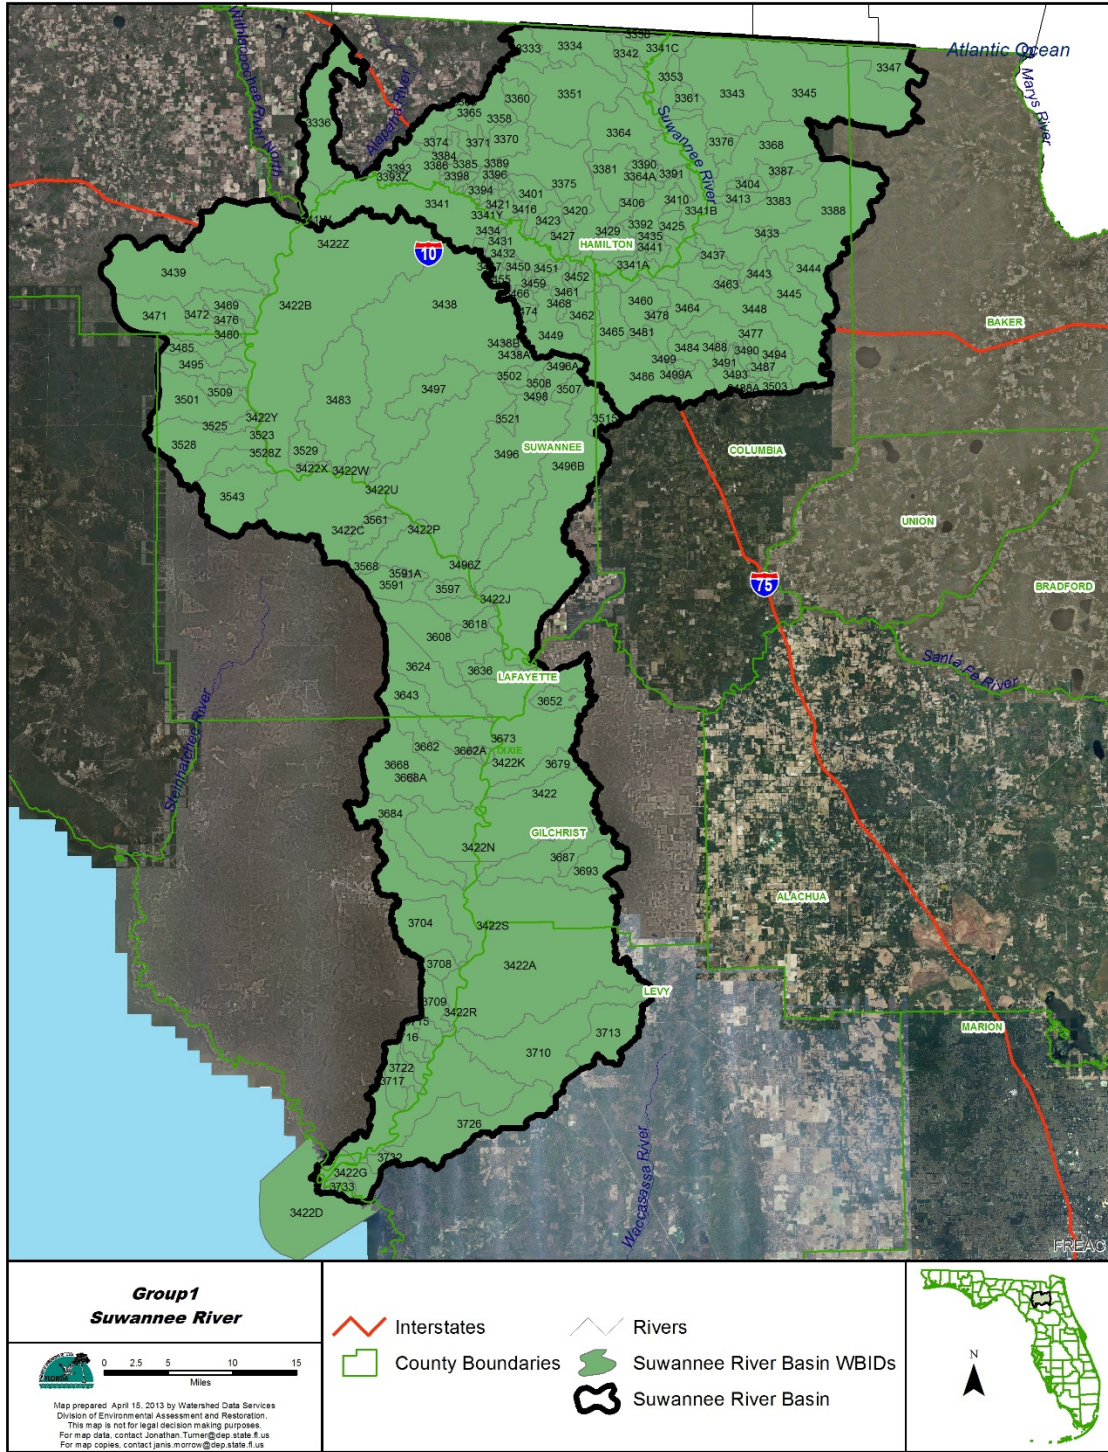 Atlantic Ocean
St Marys River
Withlacoochee River North
Alapaha River
Suwannee River
3338
3333
3334
3342
3341C
3347
3353
3336
3360
3351
3361
3343
3345
3365
3358
3364
3374
3371
3370
3376
3368
3384
3393
3386
3385
3389
3390
3387
3393Z
3398
3396
3381
3364A
3391
3375
3404
3394
3401
3341
3421
3416
3420
3406
3410
3413
3383
3341Y
3341B
3388
3423
3392
3425
3434
3427
3429
3435
3433
3422Z
3431
HAMILTON
3441
3432
3437
10
3450
3451
3341A
3444
3439
3452
3443
3459
3463
3445
3461
3422B
3438
3468
3460
3464
3448
3469
3471
3472
3462
3478
BAKER
3476
3480
3449
3465
3481
3477
3485
3438B
3484
3488
3490
3494
3495
3438A
3499
3491
3487
3496A
3502
3486
3499A
3493
3509
3497
3508
3507
3488A
3503
3501
3483
3498
3422Y
3521
3515
3525
3523
3528
SUWANNEE
COLUMBIA
3528Z
3529
3496
3422X
3422W
3496B
3543
3422U
3561
3422C
3422P
UNION
3568
3496Z
3591A
75
3591
3597
3422J
BRADFORD
3618
3608
Santa Fe River
3624
3636
LAFAYETTE
3643
3652
Steinhatchee River
3673
3662
3662A
DIXIE
3668
3422K
3679
3668A
3422
3684
GILCHRIST
3422N
3687
3693
ALACHUA
3704
3422S
3708
3422A
LEVY
3709
3422R
3713
MARION
3710
3722
3717
3726
3732
3422G
3733
3422D
Waccasassa River
FREAC
Group1
Suwannee River
FLORIDA
0 2.5 5 10 15
Miles
Map prepared April 15, 2013 by Watershed Data Services
Division of Environmental Assessment and Restoration.
This map is not for legal decision making purposes.
For map data, contact Jonathan.Turner@dep.state.fl.us
For map copies, contact janis.morrow@dep.state.fl.us
Interstates
County Boundaries
Rivers
Suwannee River Basin WBIDs
Suwannee River Basin
N